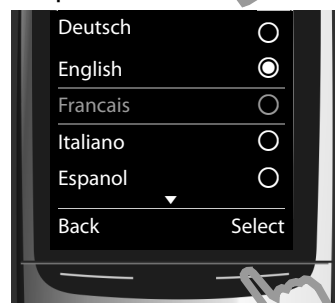 Deutsch
English
Francais
Italiano
Espanol
Back Select